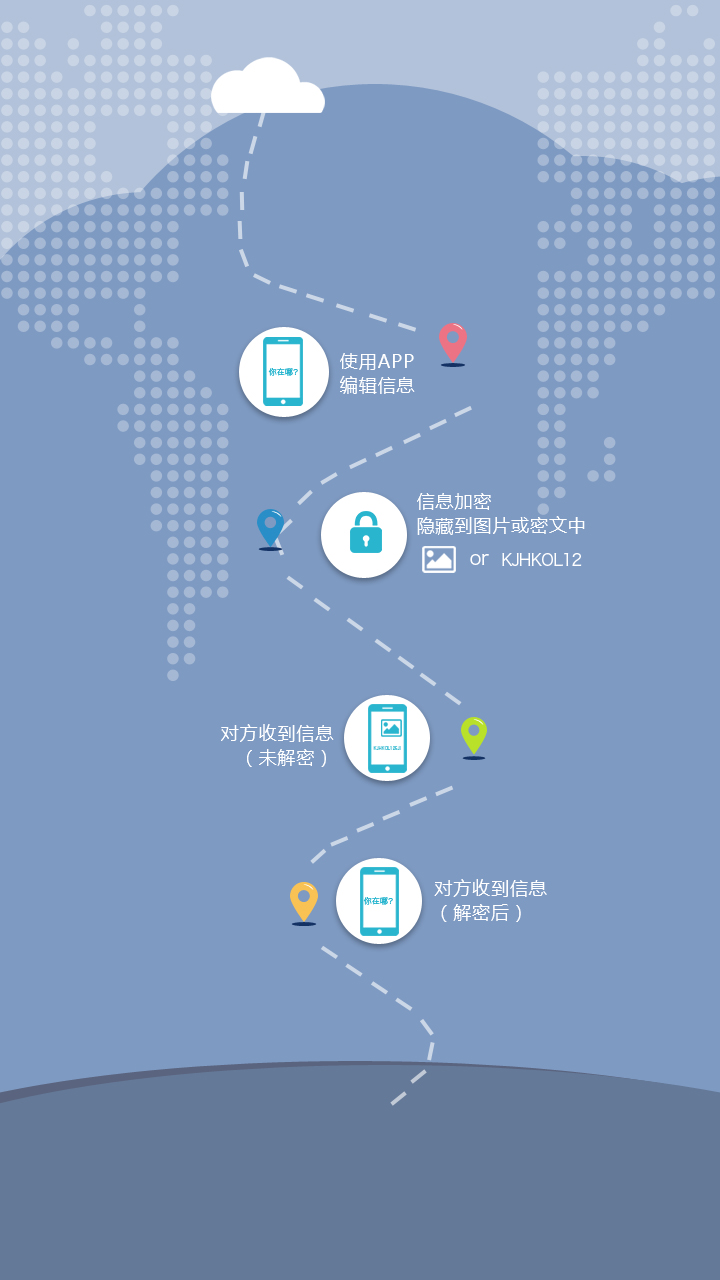 使用APP
编辑信息
你在哪?
信息加密
隐藏到图片或密文中
or KJHKOL12
对方收到信息
（未解密）
对方收到信息
（解密后）
你在哪?